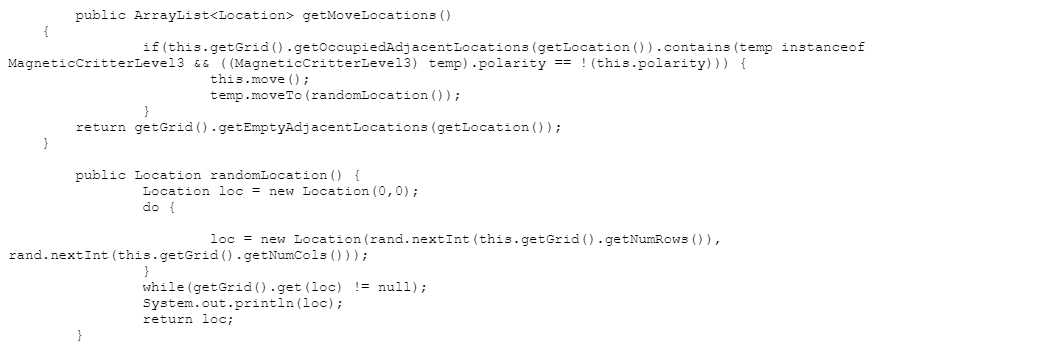 public ArrayList<Location> getMoveLocations()
{
if(this.getGrid().getOccupiedAdjacentLocations(getLocation()).contains(temp instanceof
MagneticCritterLevel3 && ((MagneticCritterLevel3) temp).polarity == !(this.polarity))) {
this.move();
temp.moveTo(randomLocation());
}
return getGrid().getEmptyAdjacentLocations(getLocation());
}
public Location randomLocation() {
Location loc = new Location(0,0);
do {
loc = new Location(rand.nextInt(this.getGrid().getNumRows()),
rand.nextInt(this.getGrid().getNumCols()));
}
while(getGrid().get(loc) != null);
System.out.println(loc);
return loc;
}